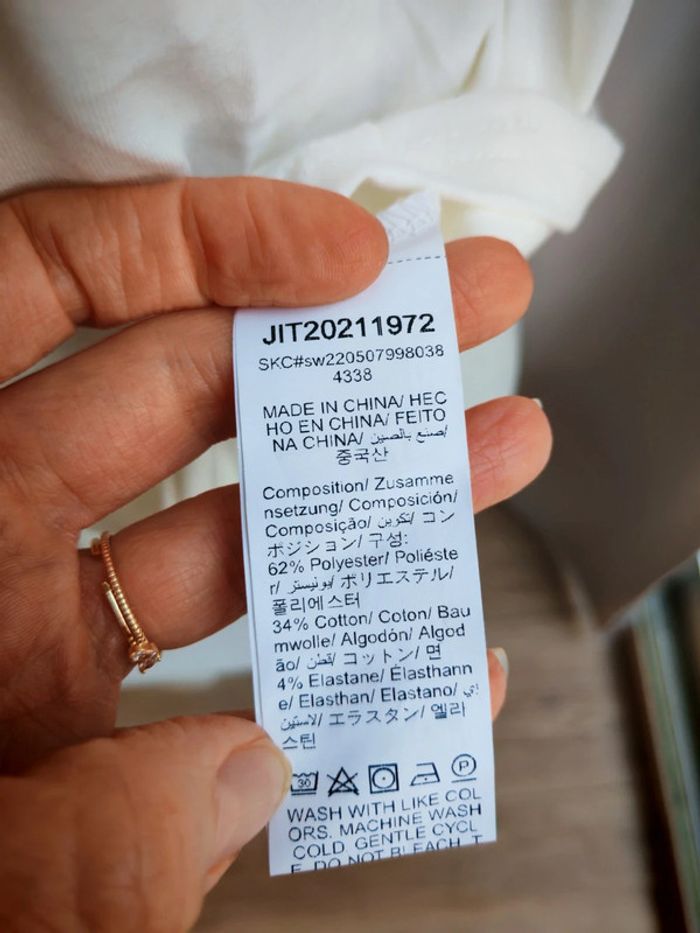 JIT20211972
SKC#sw220507998038
4338
MADE IN CHINA/ HEC
HO EN CHINA/ FEITO
NA CHINA/ صنع بالصين/
중국산
Composition/ Zusamme
nsetzung/ Composición/
Composição/ تكوين/ コン
ポジション/ 구성:
62% Polyester/ Polieste
r/ بوليستر/ ポリエステル/
폴리에스터
34% Cotton/ Coton/ Bau
mwolle/ Algodón/ Algod
ão/ قطن/ コットン/ 면
4% Elastane/ Élasthann
e/ Elasthan/ Elastano/ إي
لاستين/ エラスタン/ 엘라
스틴
30 P
WASH WITH LIKE COL
ORS. MACHINE WASH
COLD. GENTLE CYCL
E. DO NOT BLEACH. T